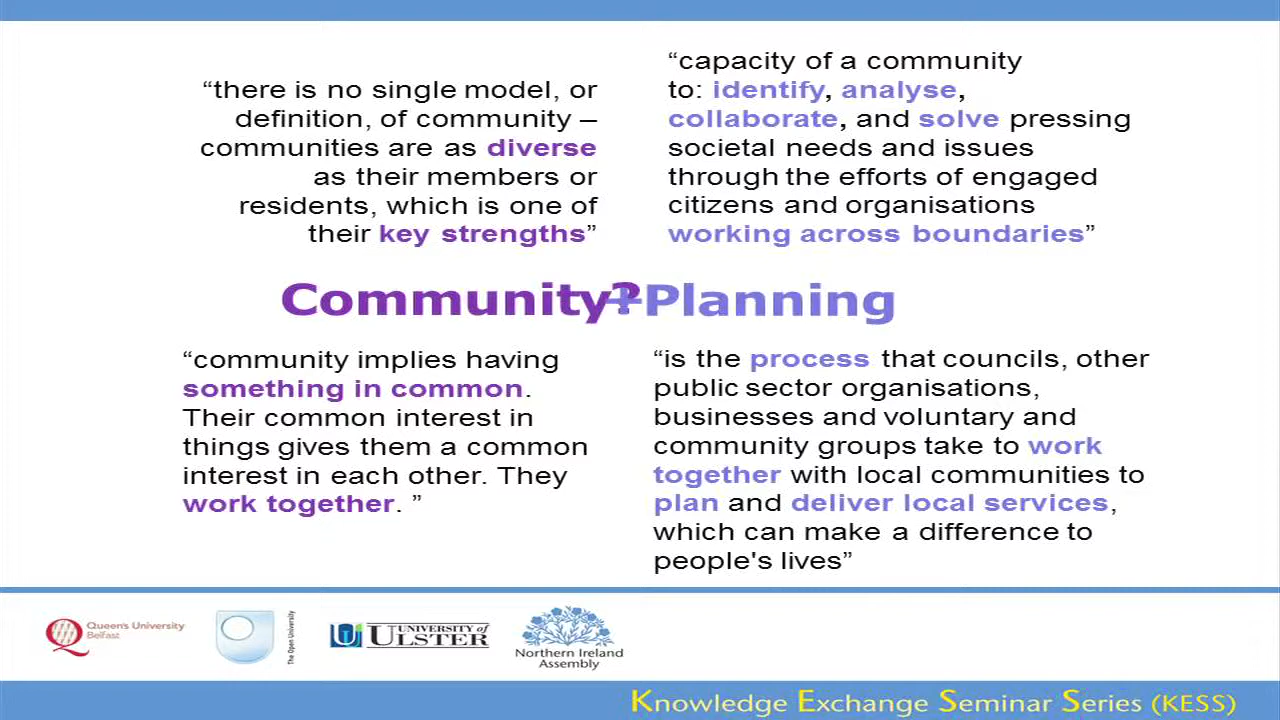 “there is no single model, or
definition, of community –
communities are as diverse
as their members or
residents, which is one of
their key strengths”
“capacity of a community
to: identify, analyse,
collaborate, and solve pressing
societal needs and issues
through the efforts of engaged
citizens and organisations
working across boundaries”
Community?+Planning
“community implies having
something in common.
Their common interest in
things gives them a common
interest in each other. They
work together. ”
“is the process that councils, other
public sector organisations,
businesses and voluntary and
community groups take to work
together with local communities to
plan and deliver local services,
which can make a difference to
people's lives”
Queen's University
Belfast
The Open University
UNIVERSITY of
ULSTER
Northern Ireland
Assembly
Knowledge Exchange Seminar Series (KESS)